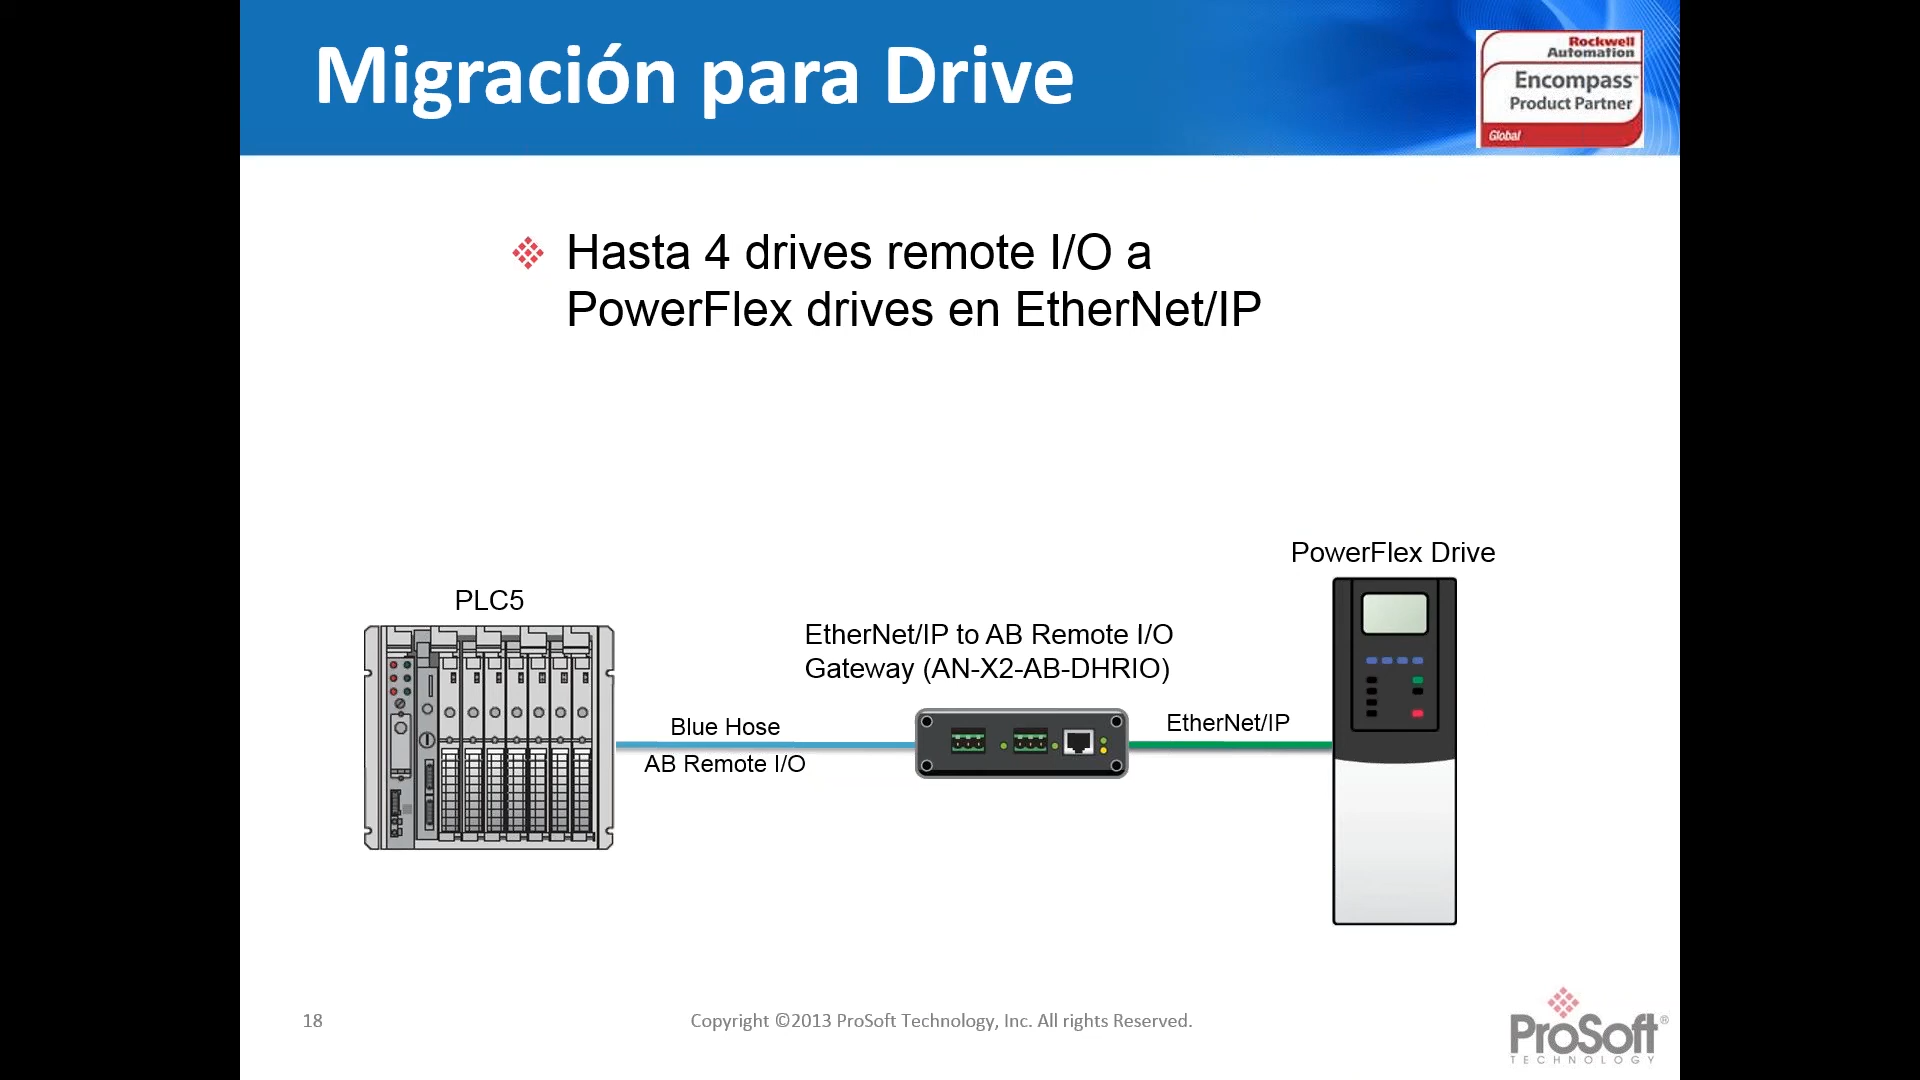 Migración para Drive
Rockwell
Automation
Encompass™
Product Partner
Global
Hasta 4 drives remote I/O a
PowerFlex drives en EtherNet/IP
PowerFlex Drive
PLC5
EtherNet/IP to AB Remote I/O
Gateway (AN-X2-AB-DHRIO)
Blue Hose
EtherNet/IP
AB Remote I/O
18
Copyright ©2013 ProSoft Technology, Inc. All rights Reserved.
ProSoft®
TECHNOLOGY